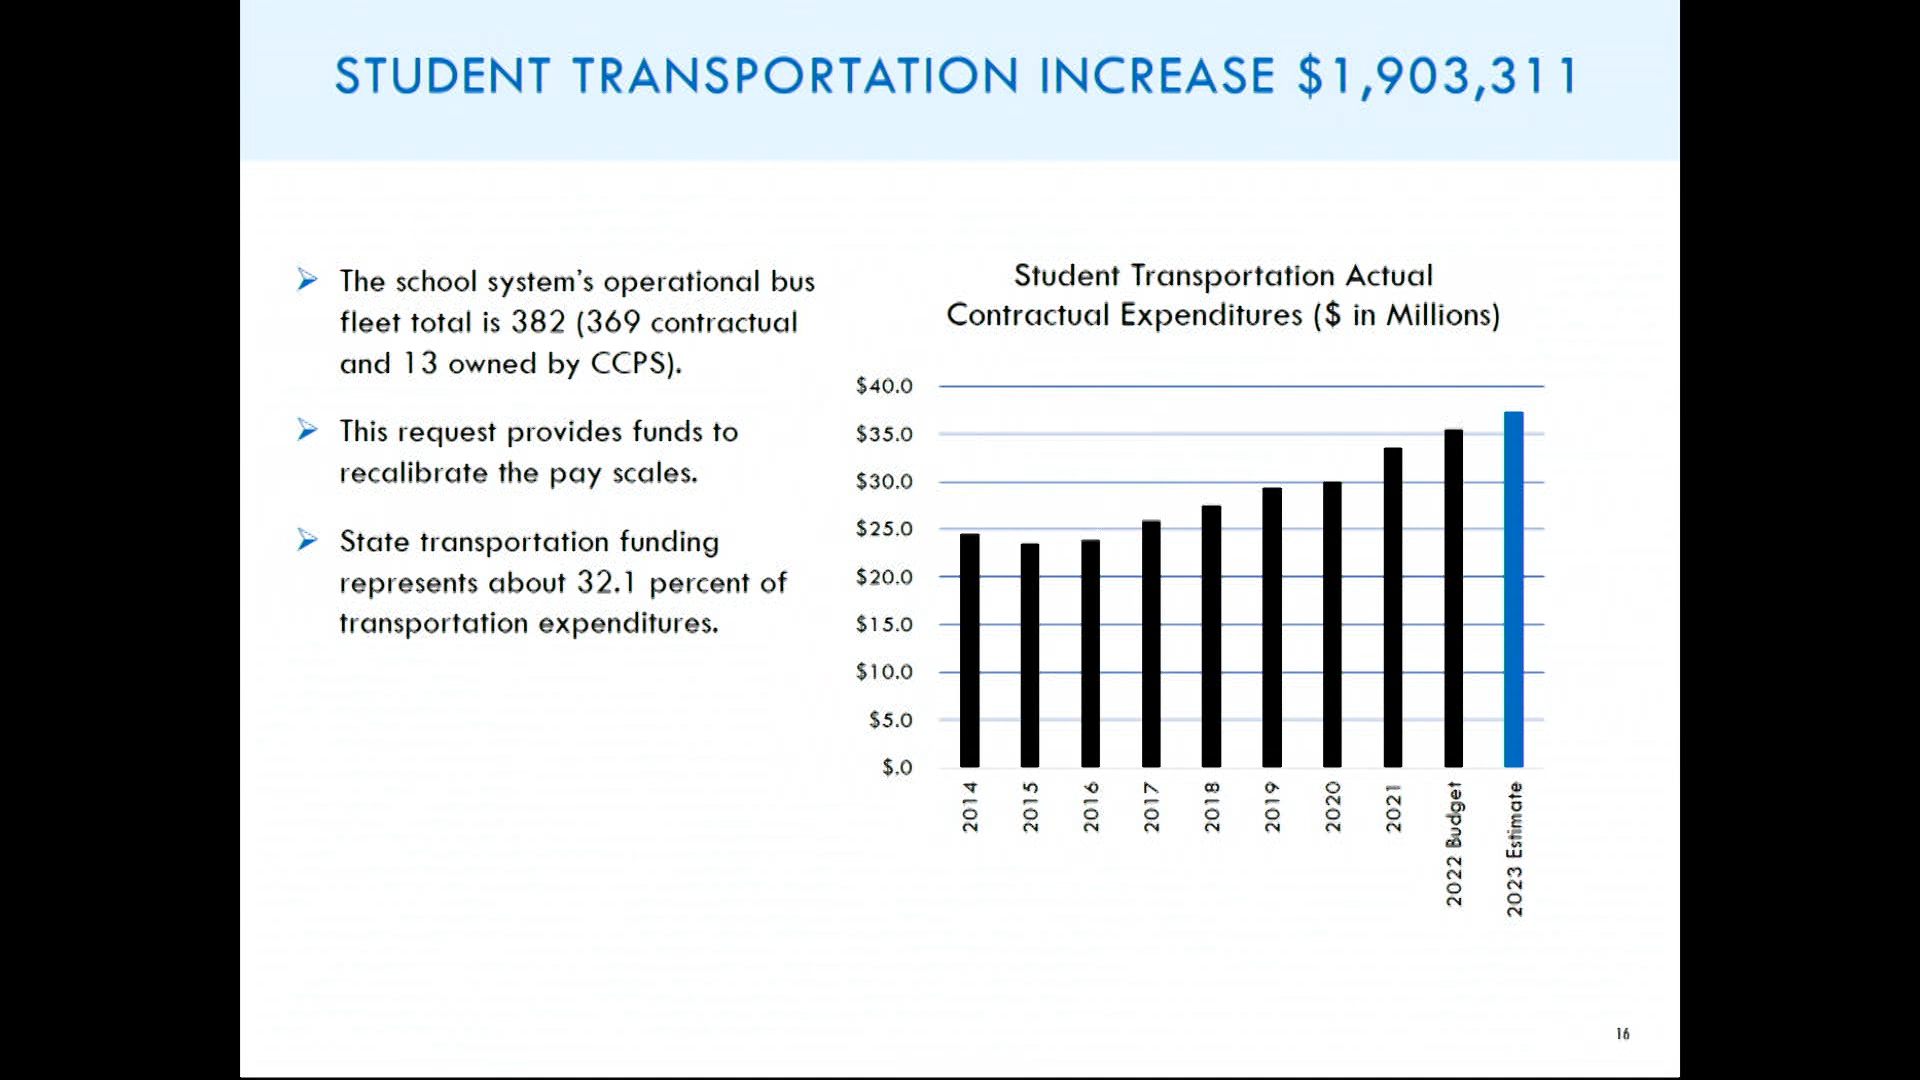 STUDENT TRANSPORTATION INCREASE $1,903,311
The school system's operational bus
fleet total is 382 (369 contractual
and 13 owned by CCPS).
This request provides funds to
recalibrate the pay scales.
State transportation funding
represents about 32.1 percent of
transportation expenditures.
Student Transportation Actual
Contractual Expenditures ($ in Millions)
$40.0
$35.0
$30.0
$25.0
$20.0
$15.0
$10.0
$5.0
$.0
2014
2015
2016
2017
2018
2019
2020
2021
2022 Budget
2023 Estimate
16